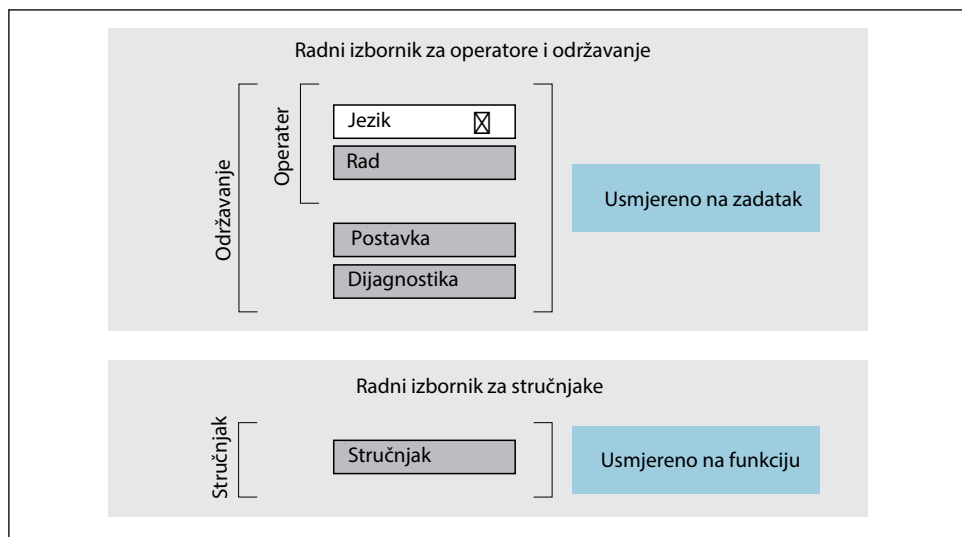 Radni izbornik za operatore i održavanje
Održavanje
Operater
Jezik
Rad
Postavka
Dijagnostika
Usmjereno na zadatak
Radni izbornik za stručnjake
Stručnjak
Stručnjak
Usmjereno na funkciju